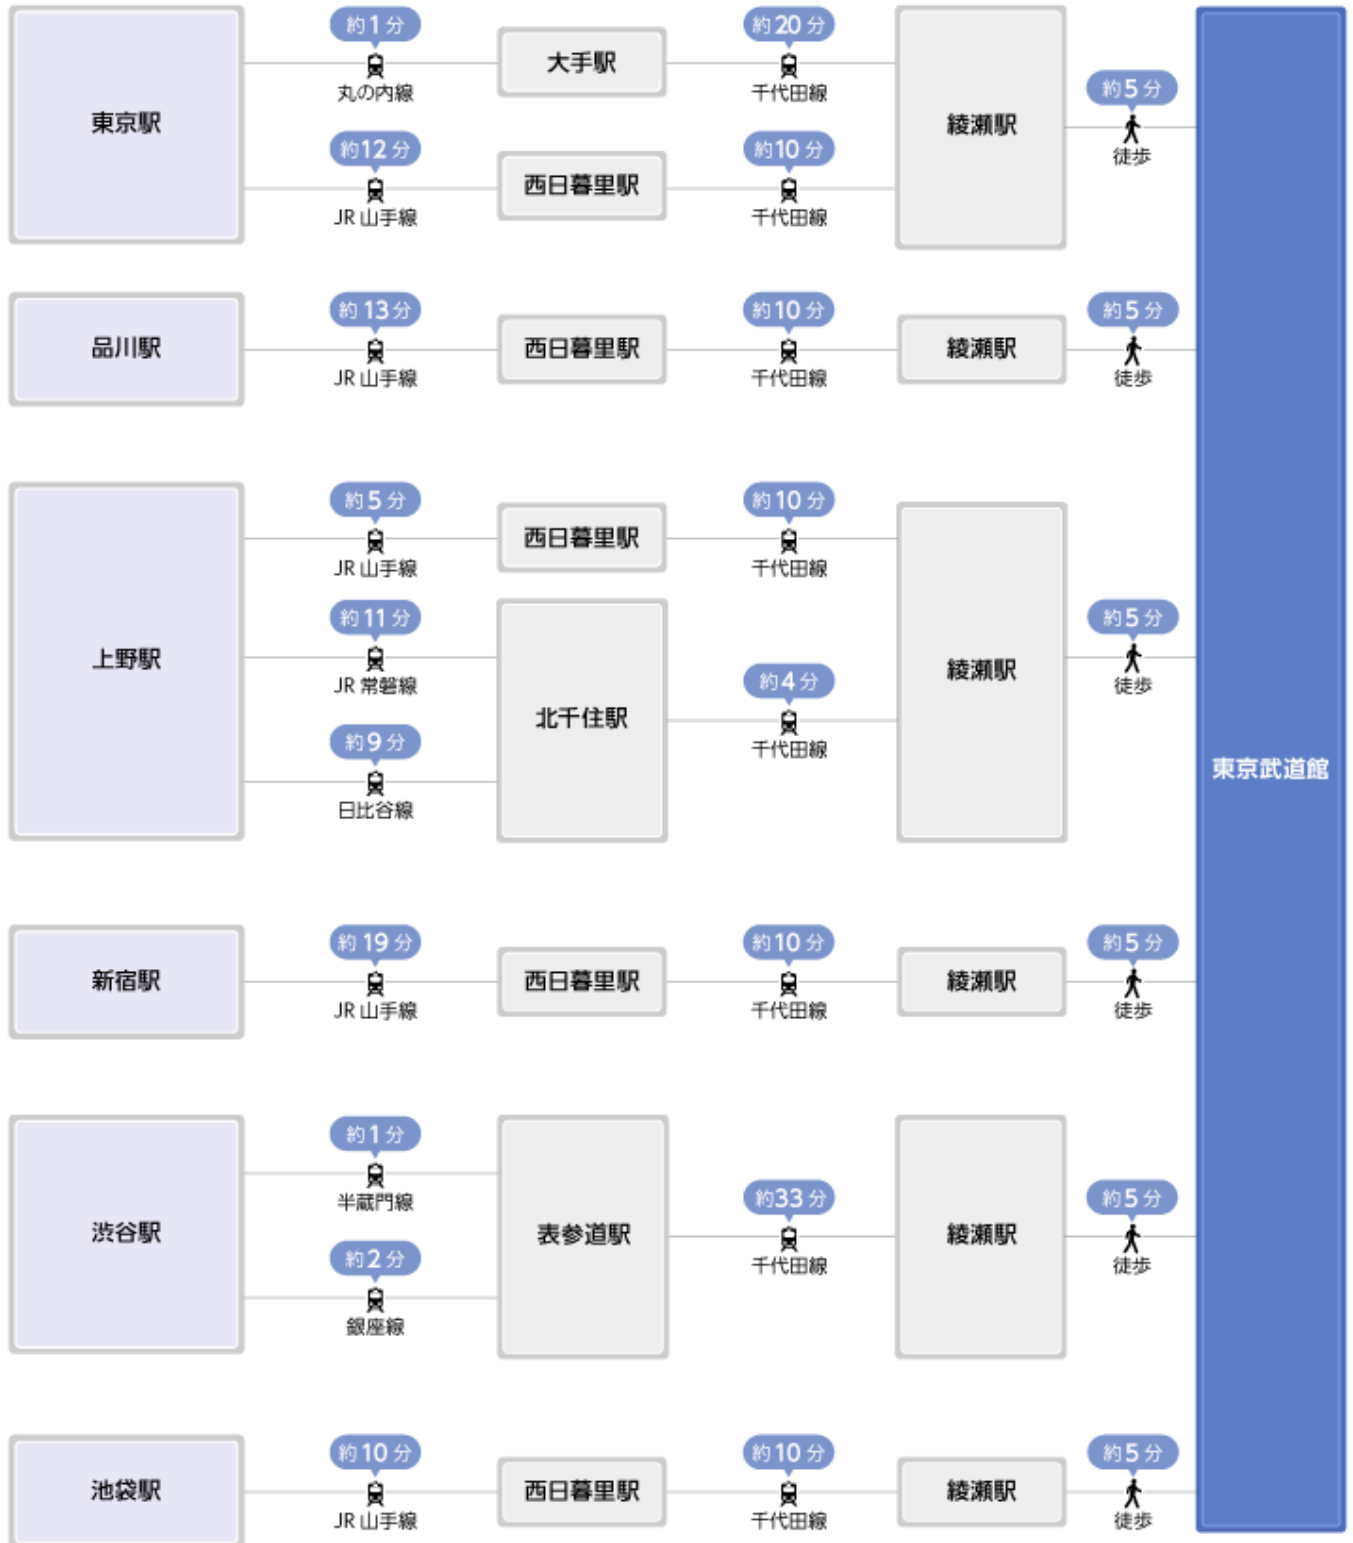 東京駅
約1分
丸の内線
大手駅
約20分
千代田線
約12分
JR 山手線
西日暮里駅
約10分
千代田線
綾瀬駅
約5分
徒歩
品川駅
約13分
JR 山手線
西日暮里駅
約10分
千代田線
綾瀬駅
約5分
徒歩
上野駅
約5分
JR 山手線
西日暮里駅
約10分
千代田線
約11分
JR 常磐線
約9分
日比谷線
北千住駅
約4分
千代田線
綾瀬駅
約5分
徒歩
新宿駅
約19分
JR 山手線
西日暮里駅
約10分
千代田線
綾瀬駅
約5分
徒歩
渋谷駅
約1分
半蔵門線
約2分
銀座線
表参道駅
約33分
千代田線
綾瀬駅
約5分
徒歩
池袋駅
約10分
JR 山手線
西日暮里駅
約10分
千代田線
綾瀬駅
約5分
徒歩
東京武道館